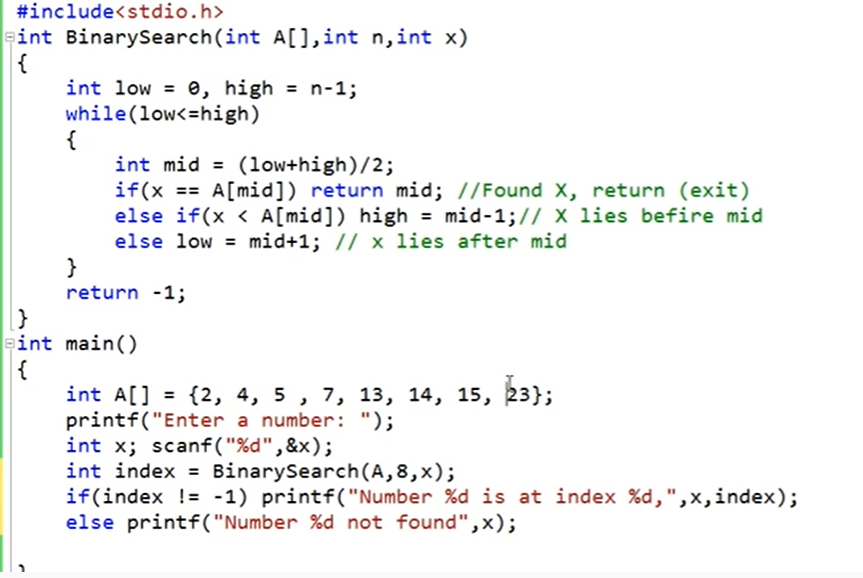 #include<stdio.h>
int BinarySearch(int A[],int n,int x)
{
    int low = 0, high = n-1;
    while(low<=high)
    {
        int mid = (low+high)/2;
        if(x == A[mid]) return mid; //Found X, return (exit)
        else if(x < A[mid]) high = mid-1;// X lies befire mid
        else low = mid+1; // x lies after mid
    }
    return -1;
}
int main()
{
    int A[] = {2, 4, 5 , 7, 13, 14, 15, 23};
    printf("Enter a number: ");
    int x; scanf("%d",&x);
    int index = BinarySearch(A,8,x);
    if(index != -1) printf("Number %d is at index %d,",x,index);
    else printf("Number %d not found",x);
}